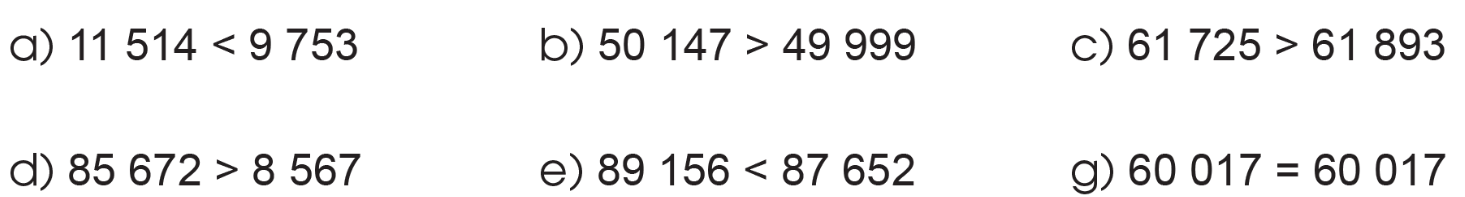 a) 11 514 < 9 753 b) 50 147 > 49 999 c) 61 725 > 61 893
d) 85 672 > 8 567 e) 89 156 < 87 652 g) 60 017 = 60 017